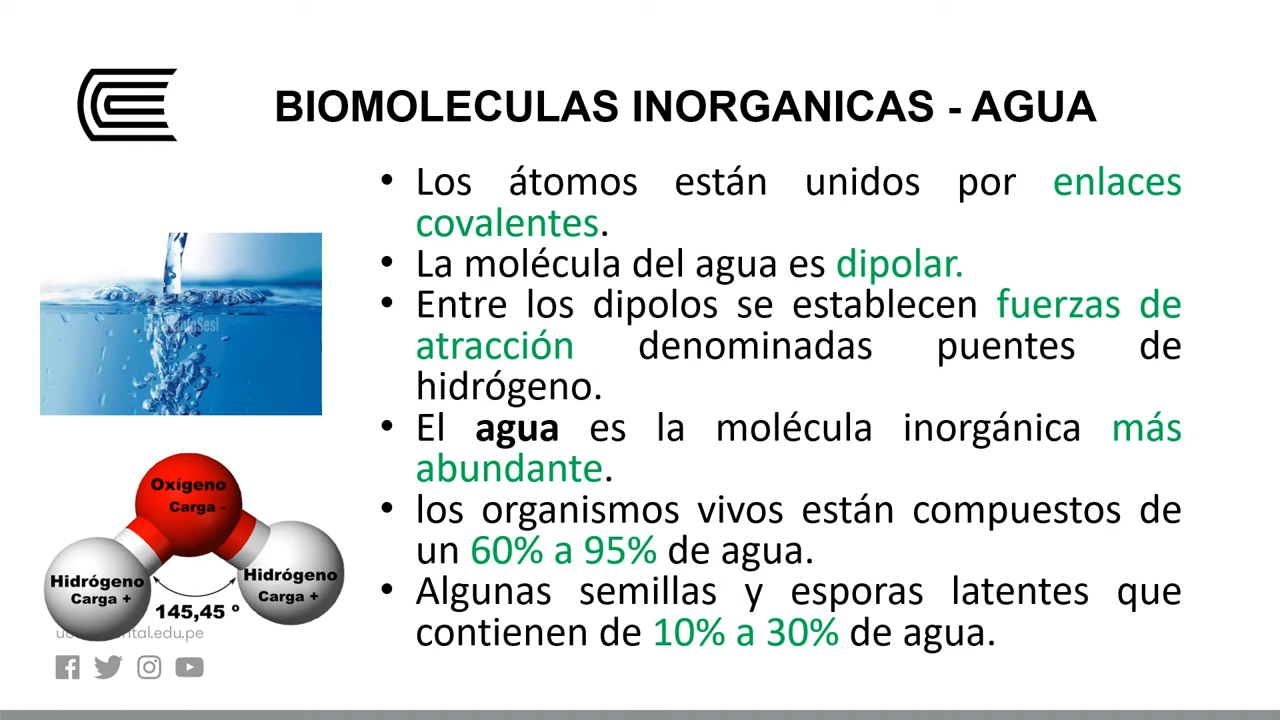 BIOMOLECULAS INORGANICAS - AGUA
• Los átomos están unidos por enlaces
covalentes.
• La molécula del agua es dipolar.
• Entre los dipolos se establecen fuerzas de
atracción denominadas puentes de
hidrógeno.
• El agua es la molécula inorgánica más
abundante.
• los organismos vivos están compuestos de
un 60% a 95% de agua.
• Algunas semillas y esporas latentes que
contienen de 10% a 30% de agua.
Oxígeno
Carga -
Hidrógeno
Carga +
Hidrógeno
Carga +
145,45 º